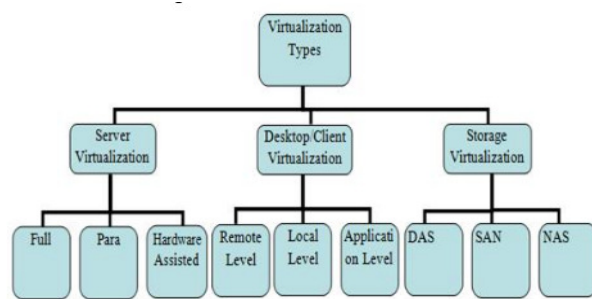 Virtualization
Types
Server
Virtualization
Desktop/Client
Virtualization
Storage
Virtualization
Full
Para
Hardware
Assisted
Remote
Level
Local
Level
Applicati
on Level
DAS
SAN
NAS